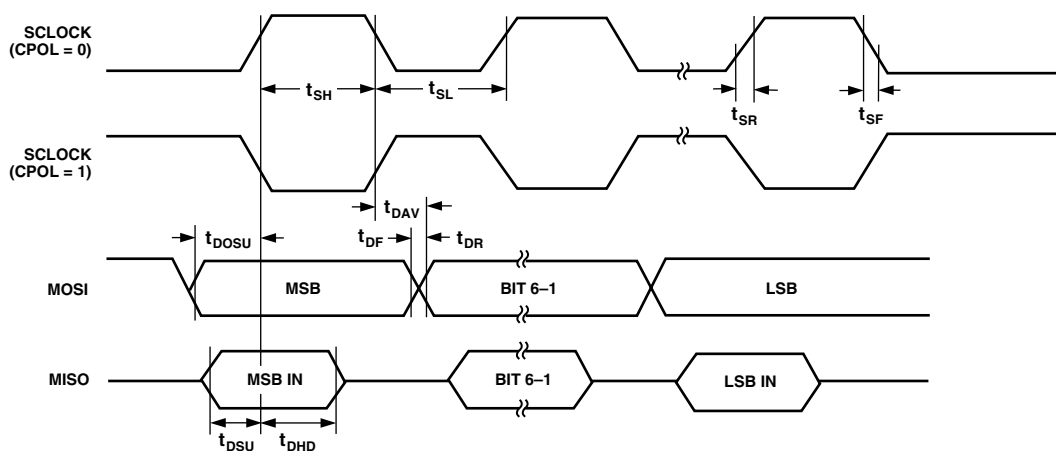 SCLOCK
(CPOL = 0)
tSH
tSL
tSR
tSF
SCLOCK
(CPOL = 1)
tDAV
tDOSU
tDF
tDR
MOSI
MSB
BIT 6–1
LSB
MISO
MSB IN
BIT 6–1
LSB IN
tDSU
tDHD